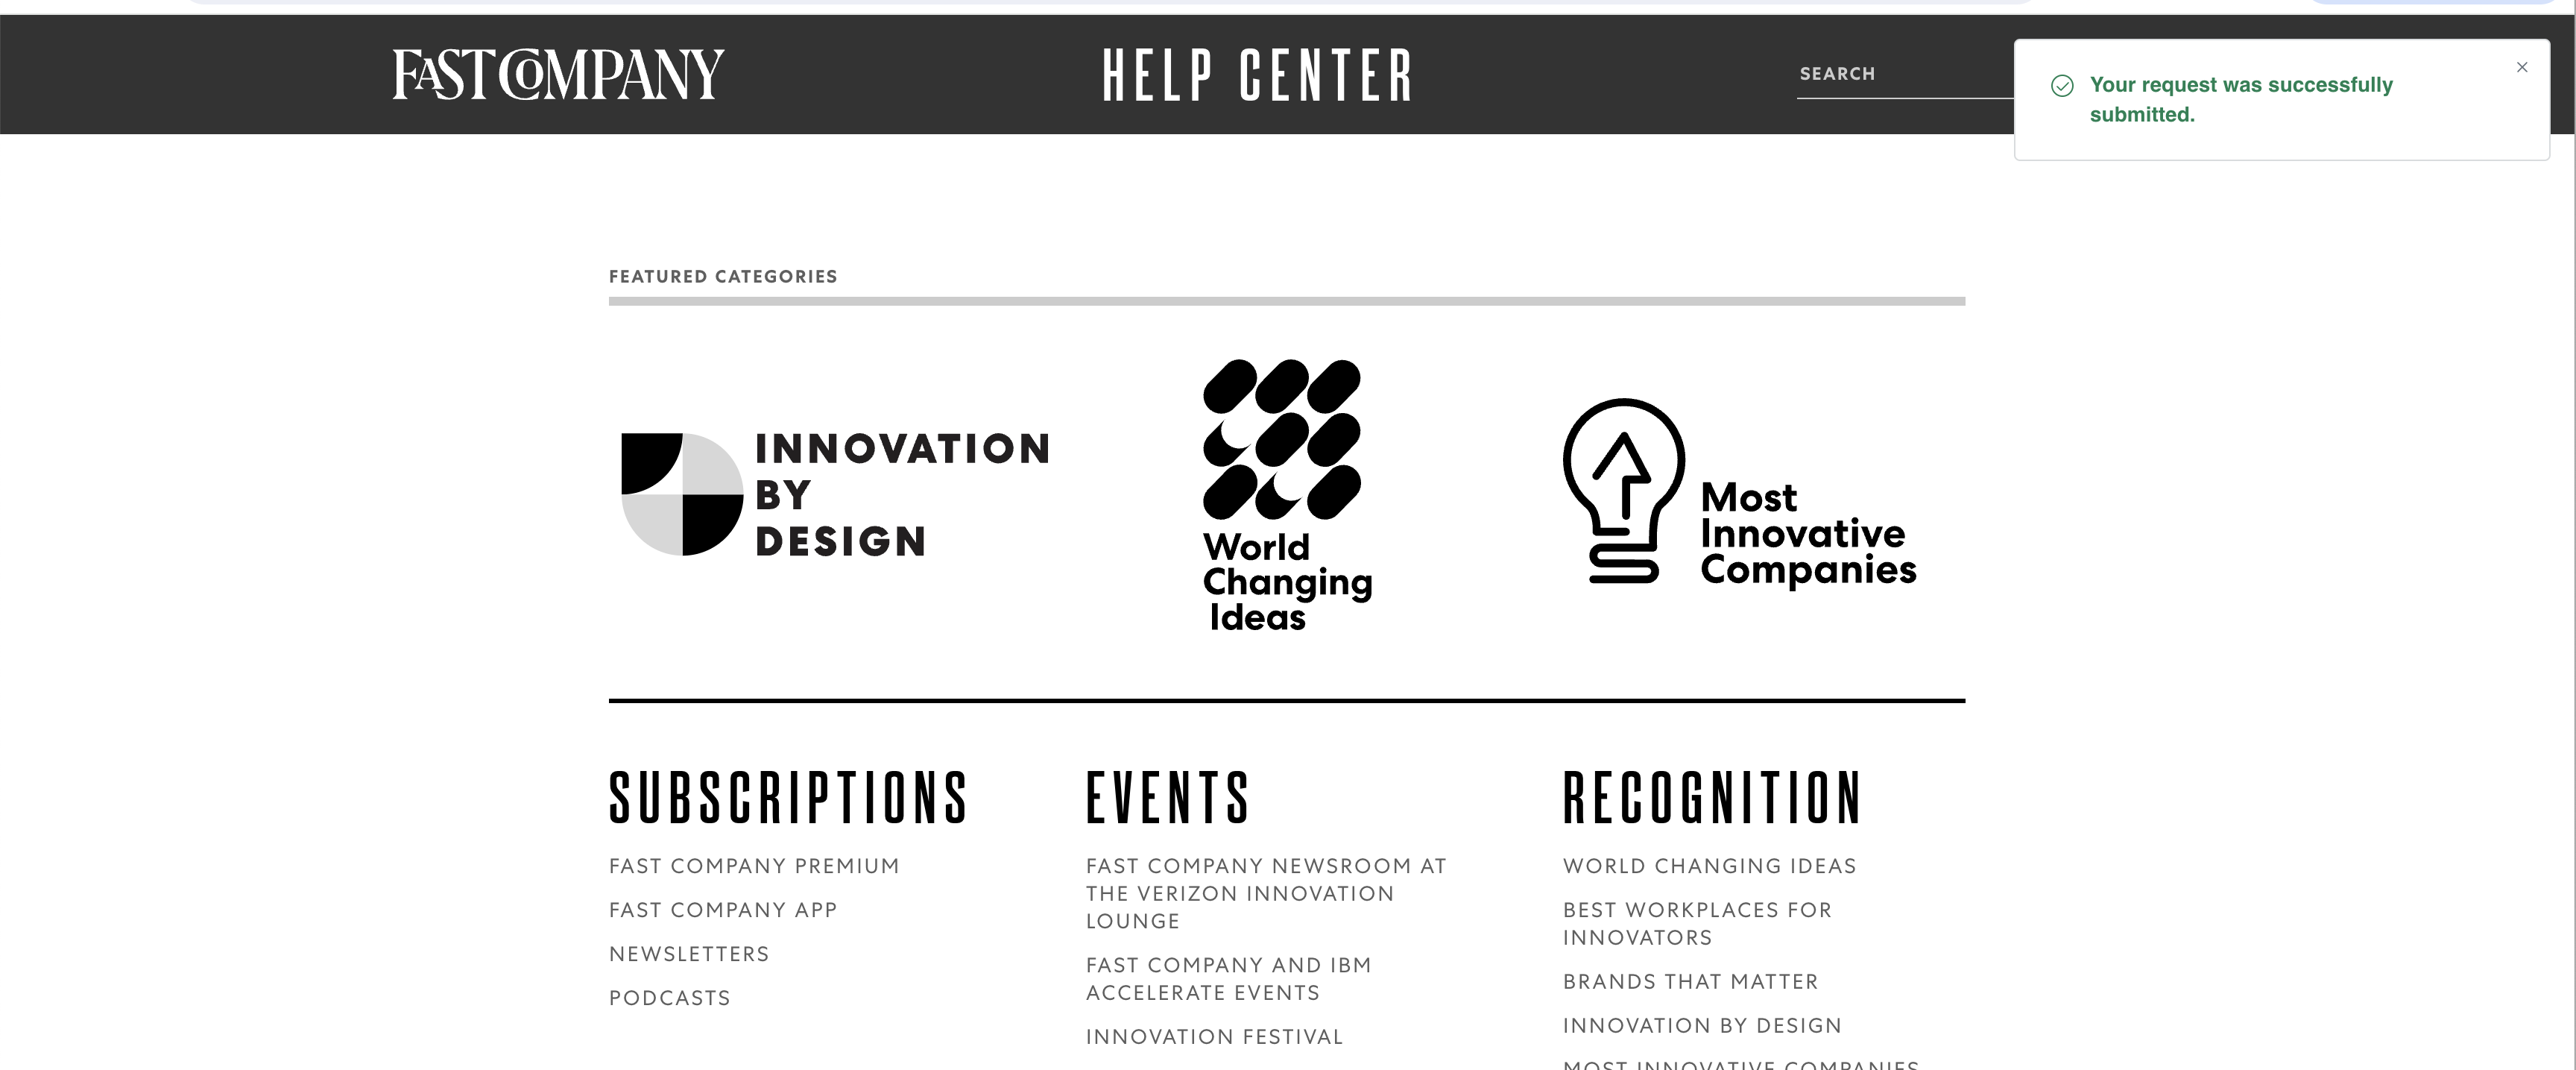 FAST COMPANY
HELP CENTER
SEARCH
Your request was successfully
submitted.
FEATURED CATEGORIES
INNOVATION
BY
DESIGN
World
Changing
Ideas
Most
Innovative
Companies
SUBSCRIPTIONS
FAST COMPANY PREMIUM
FAST COMPANY APP
NEWSLETTERS
PODCASTS
EVENTS
FAST COMPANY NEWSROOM AT
THE VERIZON INNOVATION
LOUNGE
FAST COMPANY AND IBM
ACCELERATE EVENTS
INNOVATION FESTIVAL
RECOGNITION
WORLD CHANGING IDEAS
BEST WORKPLACES FOR
INNOVATORS
BRANDS THAT MATTER
INNOVATION BY DESIGN
MOST INNOVATIVE COMPANIES